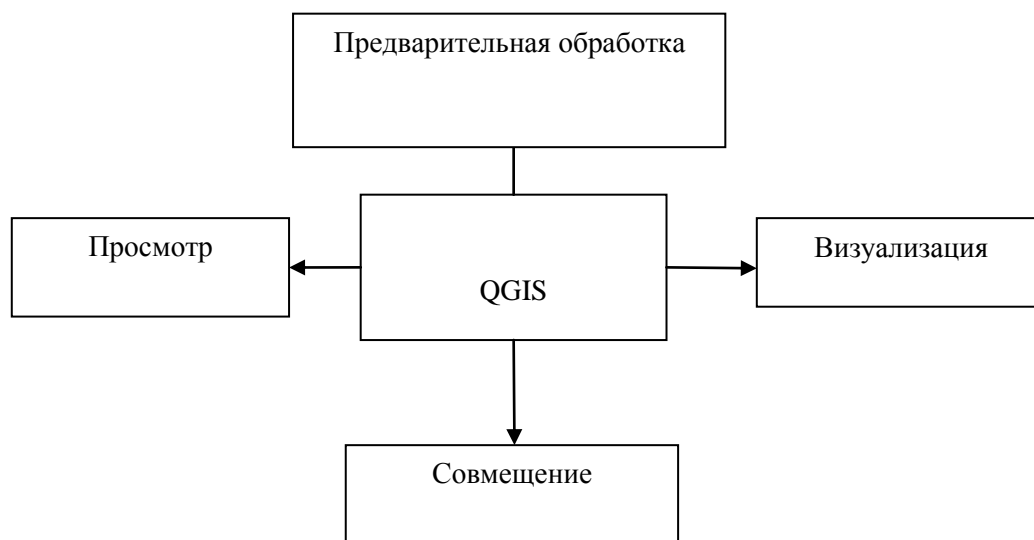 Предварительная обработка
Просмотр
Визуализация
QGIS
Совмещение